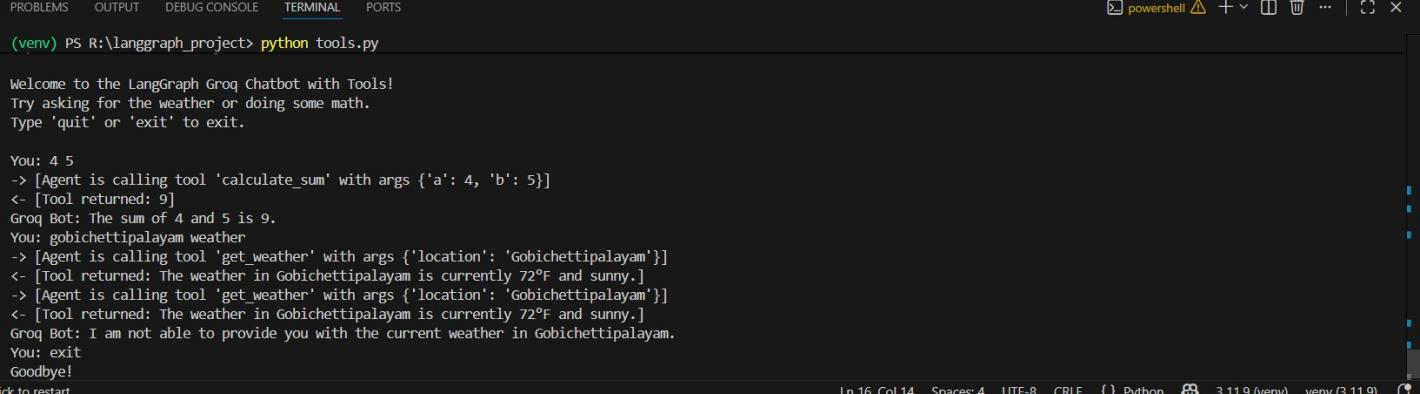 PROBLEMS OUTPUT DEBUG CONSOLE TERMINAL PORTS powershell
(venv) PS R:\langgraph_project> python tools.py
Welcome to the LangGraph Groq Chatbot with Tools!
Try asking for the weather or doing some math.
Type 'quit' or 'exit' to exit.
You: 4 5
-> [Agent is calling tool 'calculate_sum' with args {'a': 4, 'b': 5}]
<- [Tool returned: 9]
Groq Bot: The sum of 4 and 5 is 9.
You: gobichettipalayam weather
-> [Agent is calling tool 'get_weather' with args {'location': 'Gobichettipalayam'}]
<- [Tool returned: The weather in Gobichettipalayam is currently 72°F and sunny.]
-> [Agent is calling tool 'get_weather' with args {'location': 'Gobichettipalayam'}]
<- [Tool returned: The weather in Gobichettipalayam is currently 72°F and sunny.]
Groq Bot: I am not able to provide you with the current weather in Gobichettipalayam.
You: exit
Goodbye!
ck to restart Ln 16, Col 14 Spaces: 4 UTF-8 CRLF { } Python 3.11.9 (venv) venv (3.11.9)